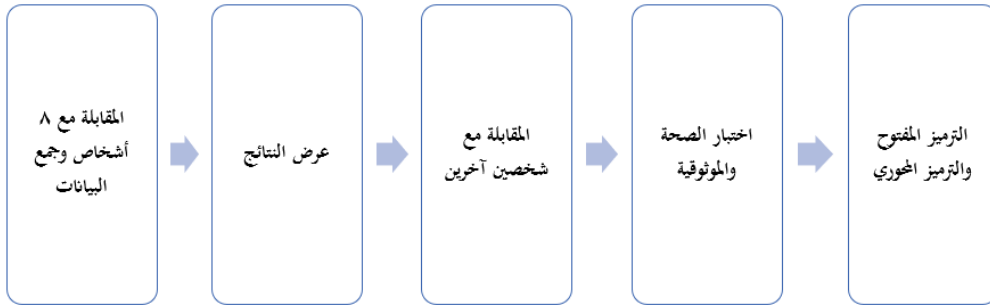 المقابلة مع ٨
أشخاص وجمع
البيانات
عرض النتائج
المقابلة مع
شخصين آخرين
اختبار الصحة
والموثوقية
الترميز المفتوح
والترميز المحوري